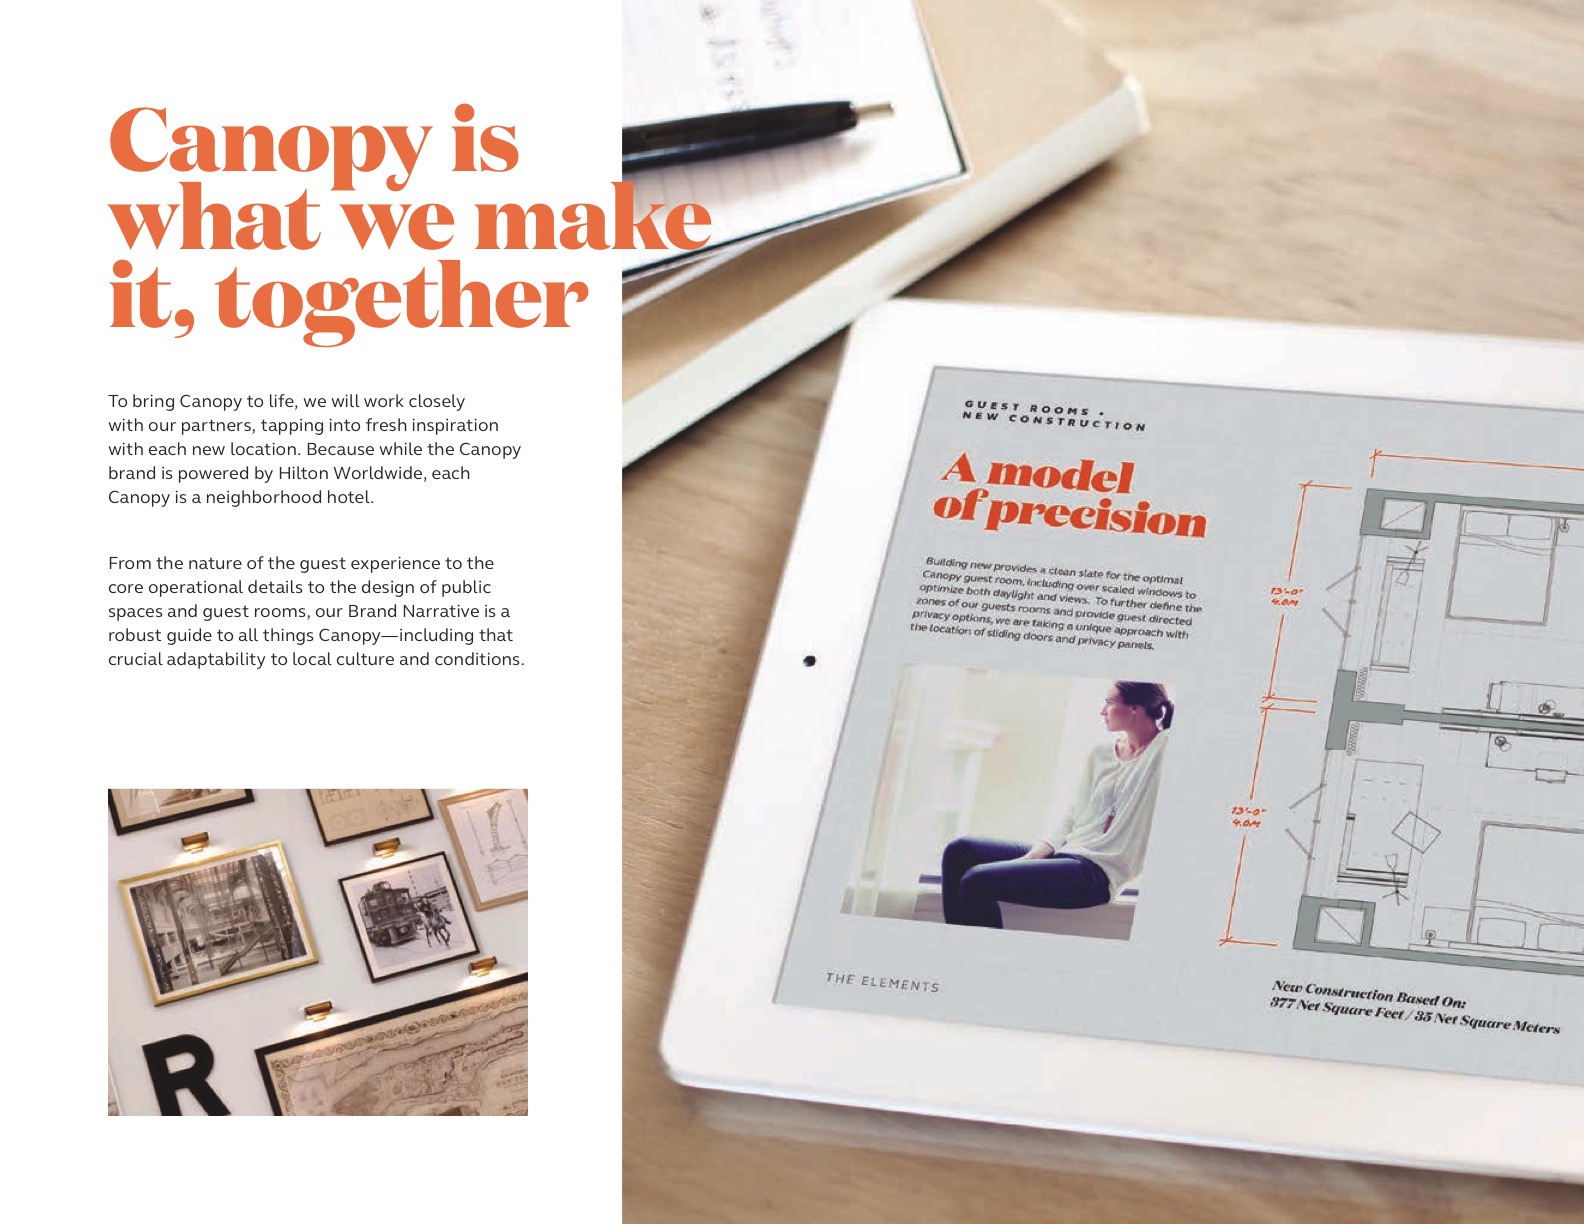 Canopy is
what we make
it, together
To bring Canopy to life, we will work closely
with our partners, tapping into fresh inspiration
with each new location. Because while the Canopy
brand is powered by Hilton Worldwide, each
Canopy is a neighborhood hotel.
From the nature of the guest experience to the
core operational details to the design of public
spaces and guest rooms, our Brand Narrative is a
robust guide to all things Canopy—including that
crucial adaptability to local culture and conditions.
R
GUEST ROOMS •
NEW CONSTRUCTION
A model
of precision
Building new provides a clean slate for the optimal
Canopy guest room, including over scaled windows to
optimize both daylight and views. To further define the
zones of our guests rooms and provide guest directed
privacy options, we are taking a unique approach with
the location of sliding doors and privacy panels.
THE ELEMENTS
13'-0"
4.0M
13'-0"
4.0M
New Construction Based On:
377 Net Square Feet / 35 Net Square Meters